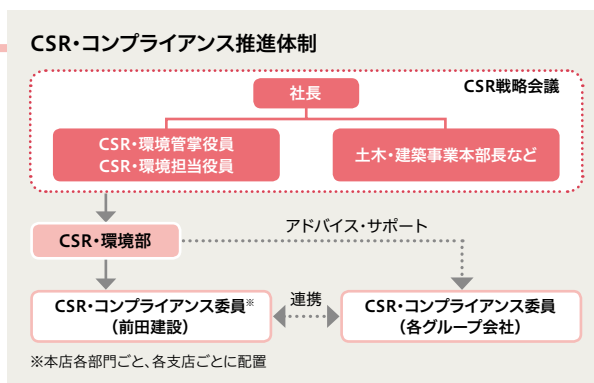 CSR・コンプライアンス推進体制
CSR戦略会議
社長
CSR・環境管掌役員
CSR・環境担当役員
土木・建築事業本部長など
CSR・環境部
アドバイス・サポート
CSR・コンプライアンス委員※
(前田建設)
連携
CSR・コンプライアンス委員
(各グループ会社)
※本店各部門ごと、各支店ごとに配置